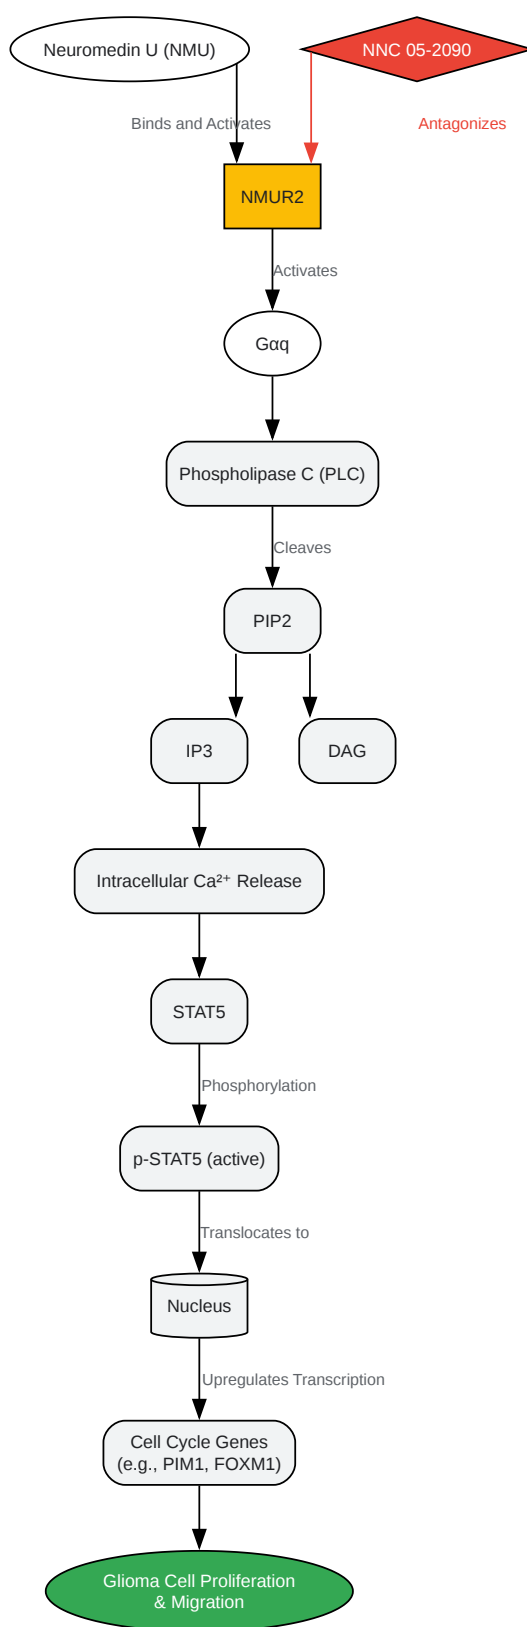 Neuromedin U (NMU)
NNC 05-2090
Binds and Activates
Antagonizes
NMUR2
Activates
Gαq
Phospholipase C (PLC)
Cleaves
PIP2
IP3
DAG
Intracellular Ca²⁺ Release
STAT5
Phosphorylation
p-STAT5 (active)
Translocates to
Nucleus
Upregulates Transcription
Cell Cycle Genes
(e.g., PIM1, FOXM1)
Glioma Cell Proliferation
& Migration